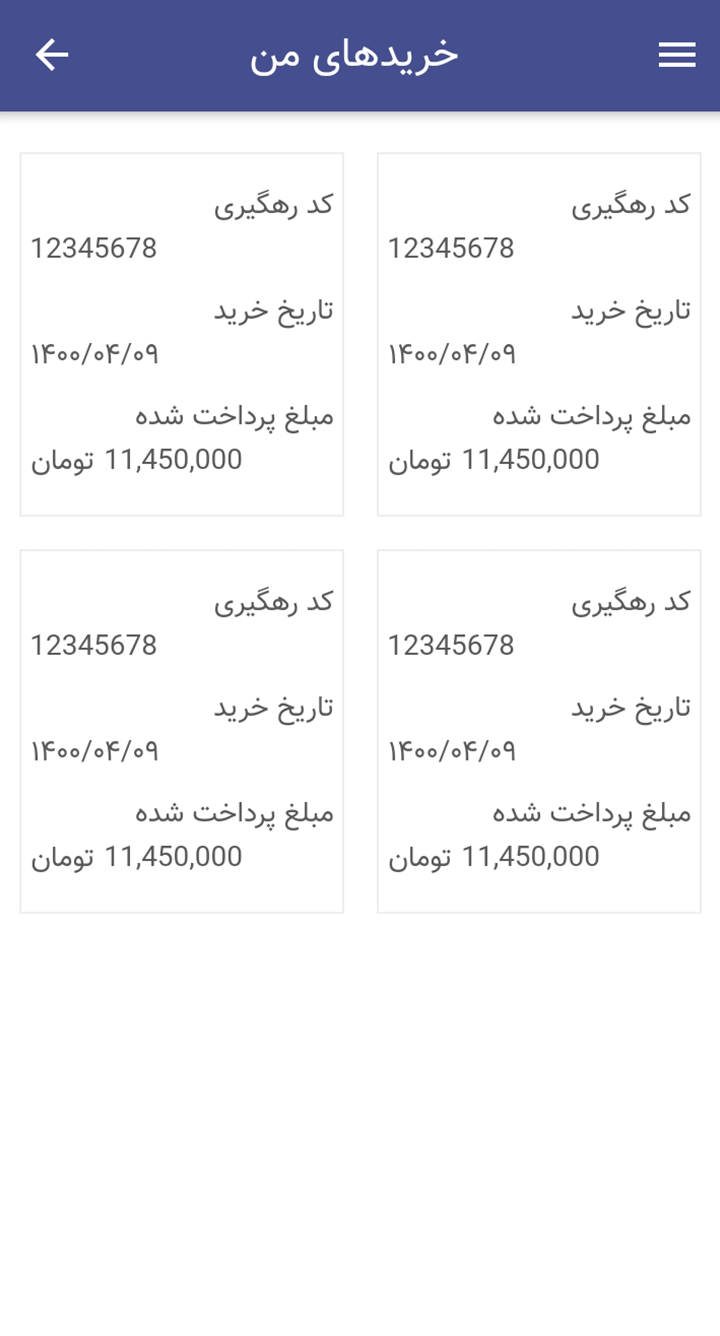 خریدهای من
کد رهگیری
12345678
تاریخ خرید
۱۴۰۰/۰۴/۰۹
مبلغ پرداخت شده
11,450,000 تومان
کد رهگیری
12345678
تاریخ خرید
۱۴۰۰/۰۴/۰۹
مبلغ پرداخت شده
11,450,000 تومان
کد رهگیری
12345678
تاریخ خرید
۱۴۰۰/۰۴/۰۹
مبلغ پرداخت شده
11,450,000 تومان
کد رهگیری
12345678
تاریخ خرید
۱۴۰۰/۰۴/۰۹
مبلغ پرداخت شده
11,450,000 تومان